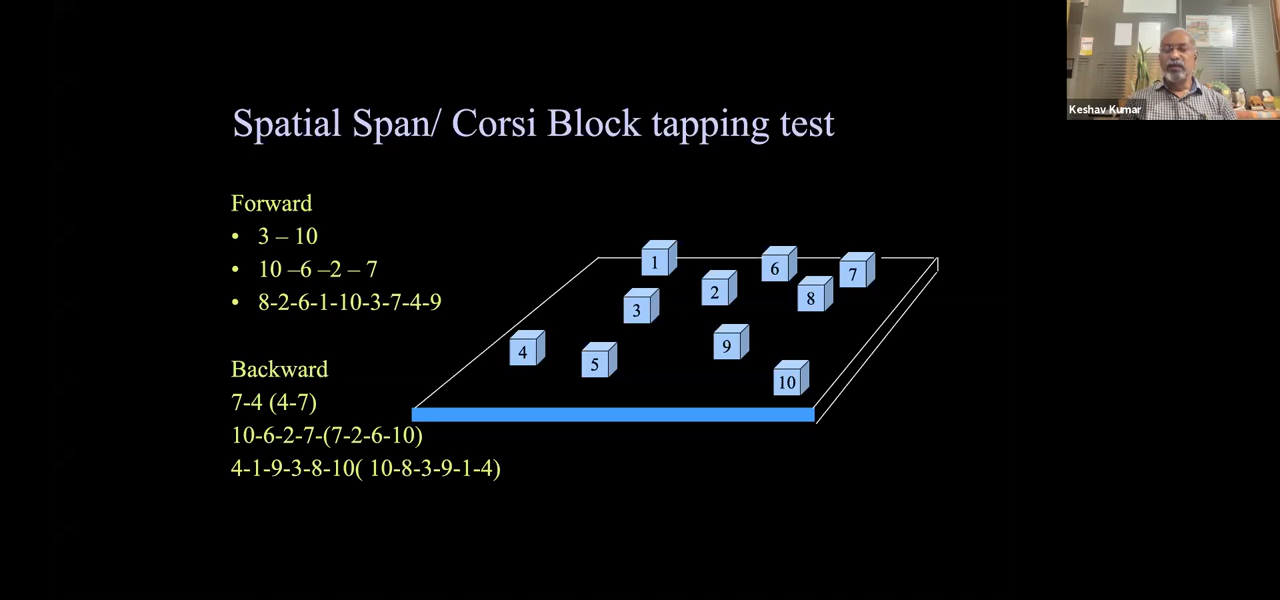 Keshav Kumar
Spatial Span/ Corsi Block tapping test
Forward
• 3 – 10
• 10 –6 –2 – 7
• 8-2-6-1-10-3-7-4-9
Backward
7-4 (4-7)
10-6-2-7-(7-2-6-10)
4-1-9-3-8-10( 10-8-3-9-1-4)
1
6
7
2
8
3
9
4
5
10